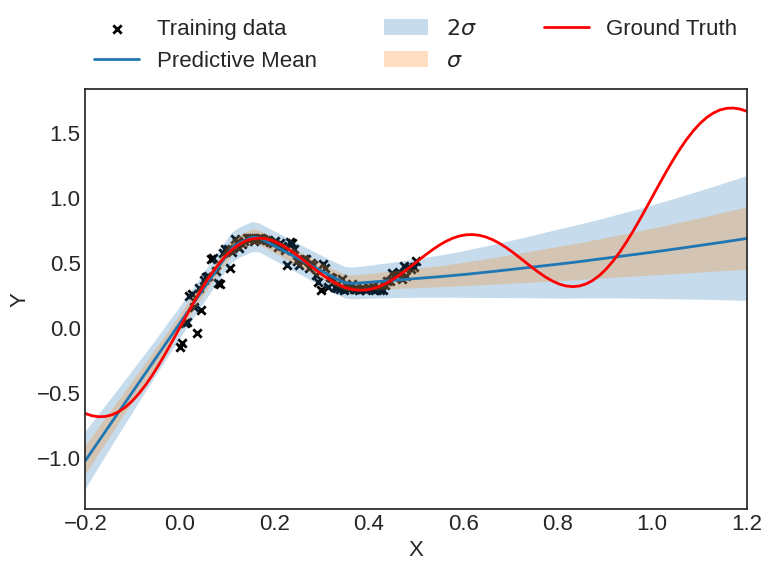 Training data
Predictive Mean
2σ
σ
Ground Truth
Y
1.5
1.0
0.5
0.0
−0.5
−1.0
−0.2 0.0 0.2 0.4 0.6 0.8 1.0 1.2
X